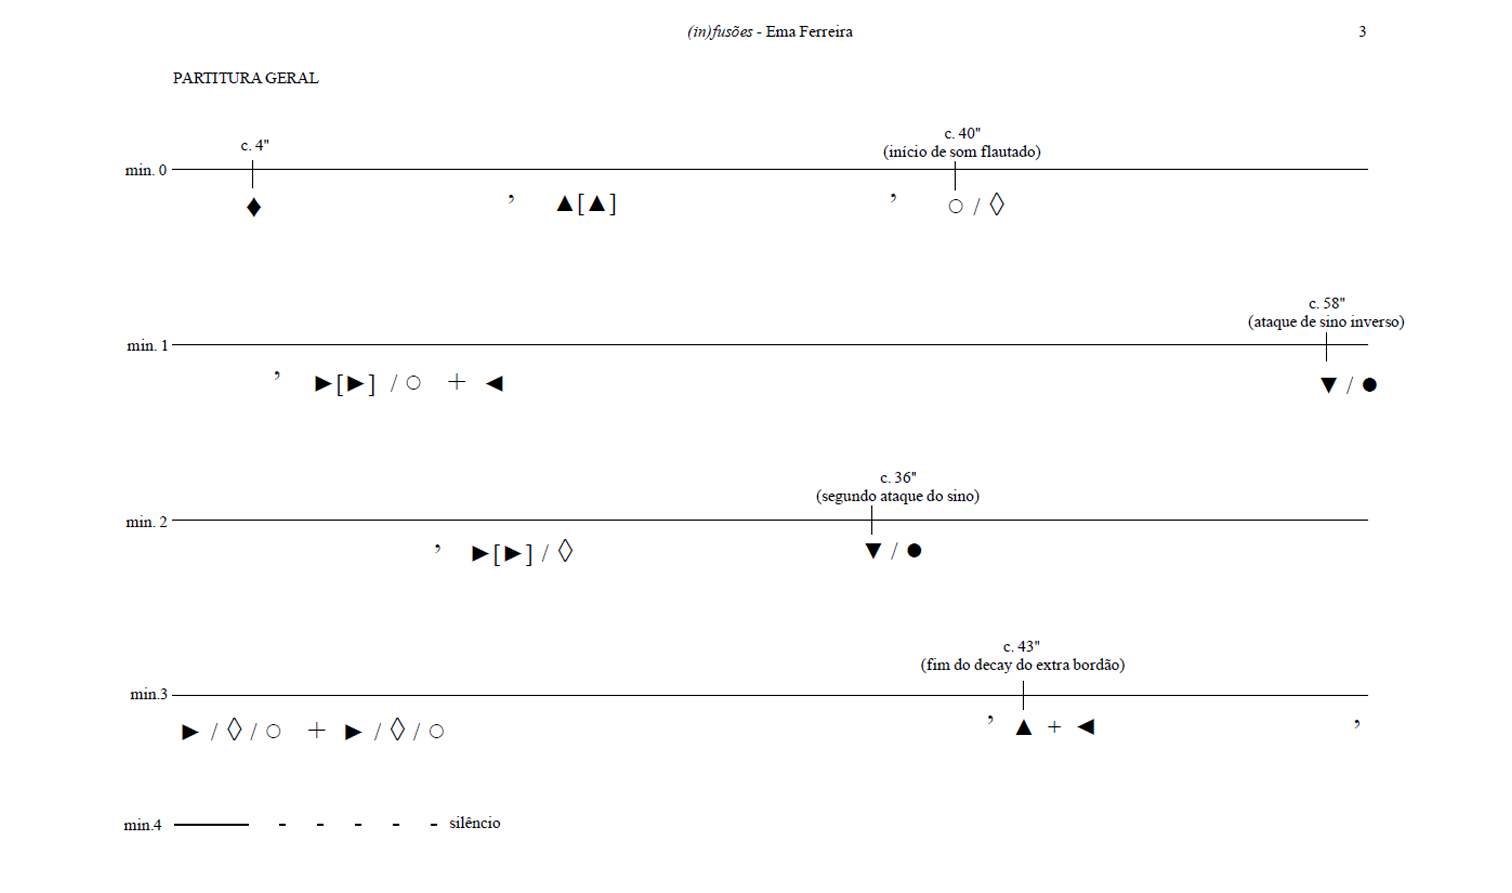 (in)fusões - Ema Ferreira 3
PARTITURA GERAL
c. 4"
c. 40"
(início de som flautado)
min. 0
♦ , ▲[▲] , ○ / ◊
c. 58"
(ataque de sino inverso)
min. 1
, ►[►] / ○ + ◄ ▼ / ●
c. 36"
(segundo ataque do sino)
min. 2
, ►[►] / ◊ ▼ / ●
c. 43"
(fim do decay do extra bordão)
min.3
► / ◊ / ○ + ► / ◊ / ○ , ▲ + ◄ ,
min.4 silêncio